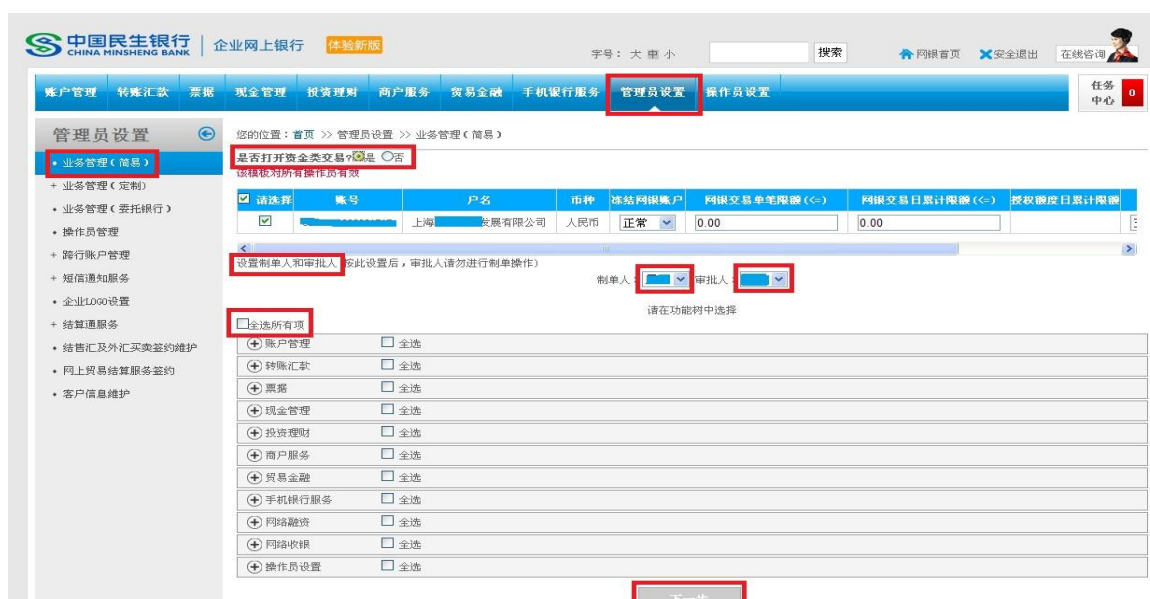 中国民生银行 CHINA MINSHENG BANK 企业网上银行 体验新版
字号： 大 中 小 搜索 网银首页 安全退出 在线咨询
账户管理 转账汇款 票据 现金管理 投资理财 商户服务 贸易金融 手机银行服务 管理员设置 操作员设置 任务中心 0
管理员设置
您的位置：首页 >> 管理员设置 >> 业务管理（简易）
• 业务管理（简易）
+ 业务管理（定制）
• 业务管理（委托银行）
• 操作员管理
+ 跨行账户管理
+ 短信通知服务
• 企业LOGO设置
+ 结算通服务
• 结售汇及外汇买卖签约维护
• 网上贸易结算服务签约
• 客户信息维护
是否打开资金类交易?是 否
该模板对所有操作员有效
请选择 账号 户名 币种 冻结网银账户 网银交易单笔限额(<=) 网银交易日累计限额(<=) 授权额度日累计限额
上海 发展有限公司 人民币 正常 0.00 0.00
设置制单人和审批人 按此设置后，审批人请勿进行制单操作）
制单人： 审批人：
请在功能树中选择
全选所有项
账户管理 全选
转账汇款 全选
票据 全选
现金管理 全选
投资理财 全选
商户服务 全选
贸易金融 全选
手机银行服务 全选
网络融资 全选
网络收银 全选
操作员设置 全选